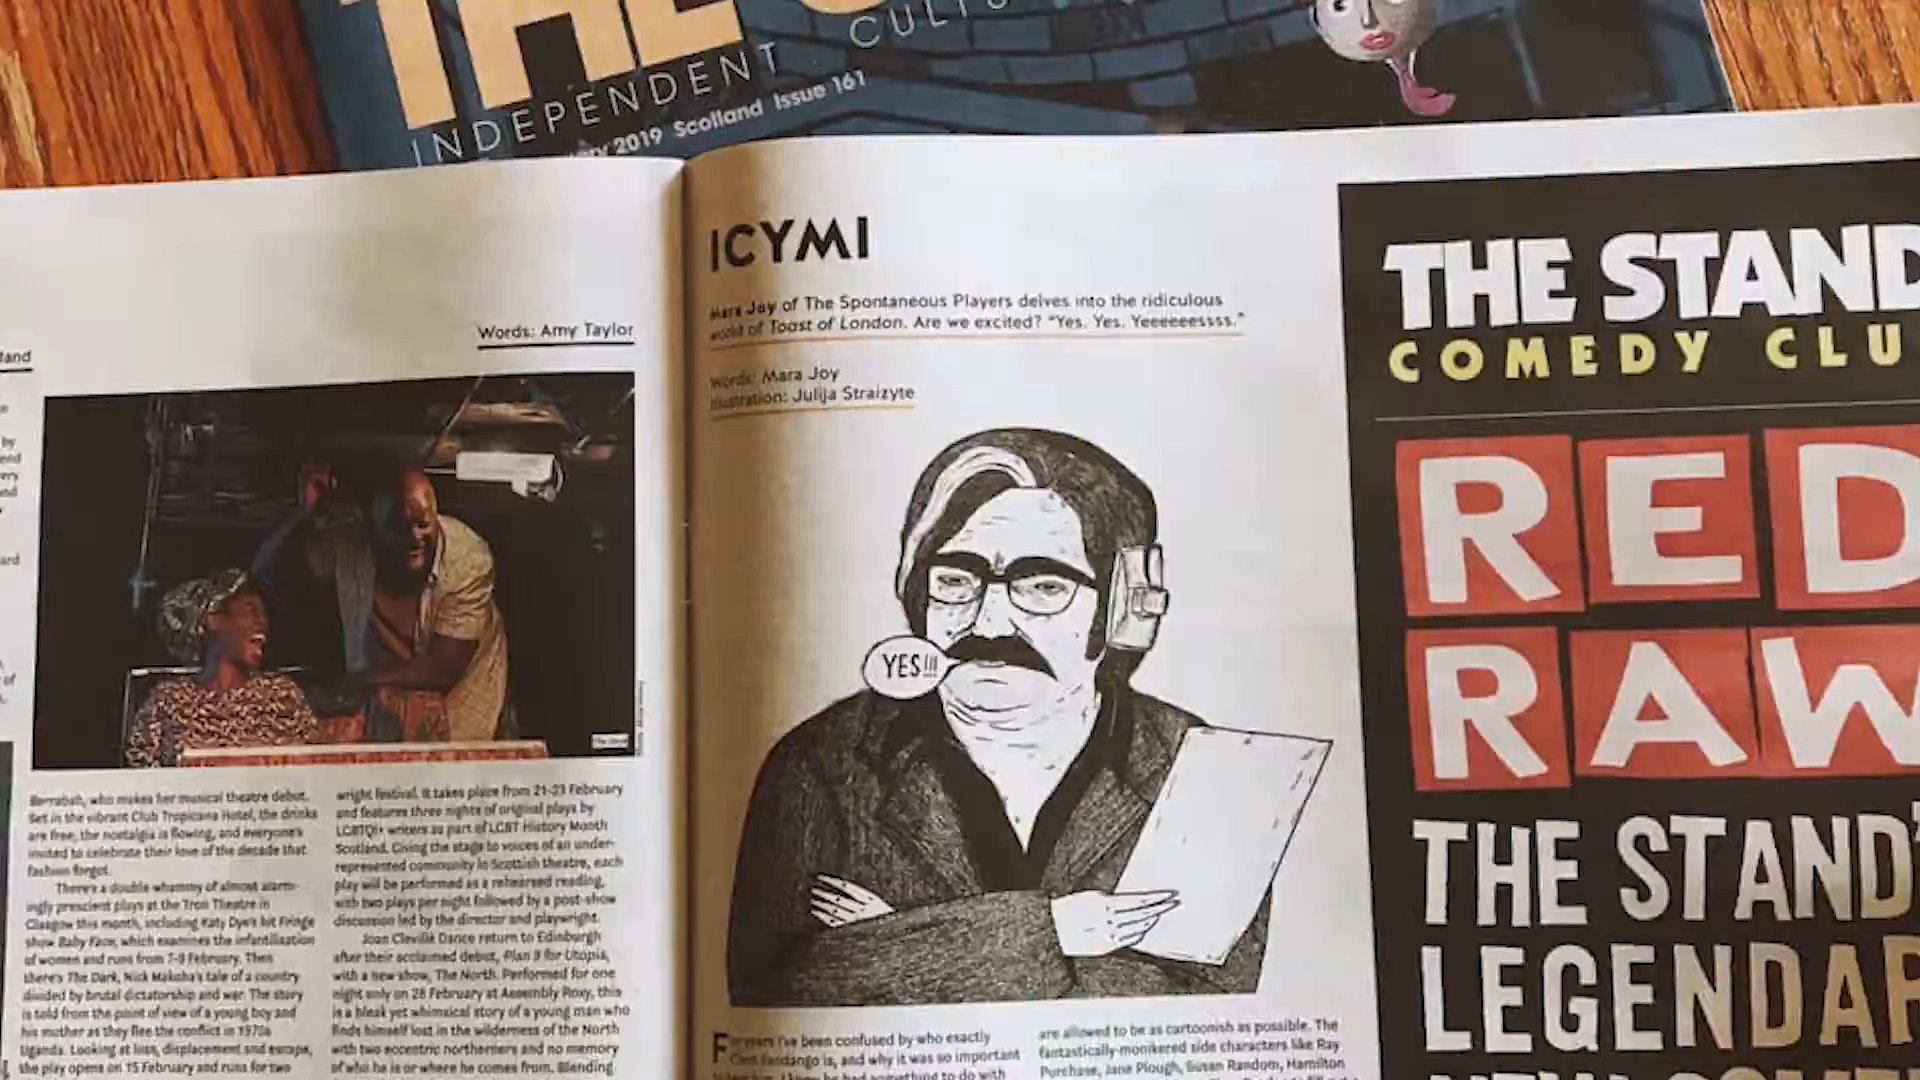 INDEPENDENT
2019 Scotland Issue 161
Words: Amy Taylor
Berrabah, who makes her musical theatre debut.
Set in the vibrant Club Tropicana Hotel, the drinks
are free, the nostalgia is flowing, and everyone's
invited to celebrate their love of the decade that
fashion forgot.
There's a double whammy of almost alarm-
ingly prescient plays at the Tron Theatre in
Glasgow this month, including Katy Dye's hit Fringe
show Baby Face, which examines the infantilisation
of women and runs from 7-9 February. Then
there's The Dark, Nick Makoha's tale of a country
divided by brutal dictatorship and war. The story
is told from the point of view of a young boy and
his mother as they flee the conflict in 1970s
Uganda. Looking at loss, displacement and escape,
the play opens on 15 February and runs for two
wright festival. It takes place from 21-23 February
and features three nights of original plays by
LGBTQI+ writers as part of LGBT History Month
Scotland. Giving the stage to voices of an under-
represented community in Scottish theatre, each
play will be performed as a rehearsed reading,
with two plays per night followed by a post-show
discussion led by the director and playwright.
Joan Clevillé Dance return to Edinburgh
after their acclaimed debut, Plan B for Utopia,
with a new show, The North. Performed for one
night only on 28 February at Assembly Roxy, this
is a bleak yet whimsical story of a young man who
finds himself lost in the wilderness of the North
with two eccentric northerners and no memory
of who he is or where he comes from. Blending
ICYMI
Mara Joy of The Spontaneous Players delves into the ridiculous
world of Toast of London. Are we excited? "Yes. Yes. Yeeeeeessss."
Words: Mara Joy
Illustration: Julija Straizyte
YES!!!
For years I've been confused by who exactly
Clem Fandango is, and why it was so important
to hear him. I knew he had something to do with
are allowed to be as cartoonish as possible. The
fantastically-monikered side characters like Ray
Purchase, Jane Plough, Susan Random, Hamilton
THE STAND
COMEDY CLU
RED
RAW
THE STAND'
LEGENDAR